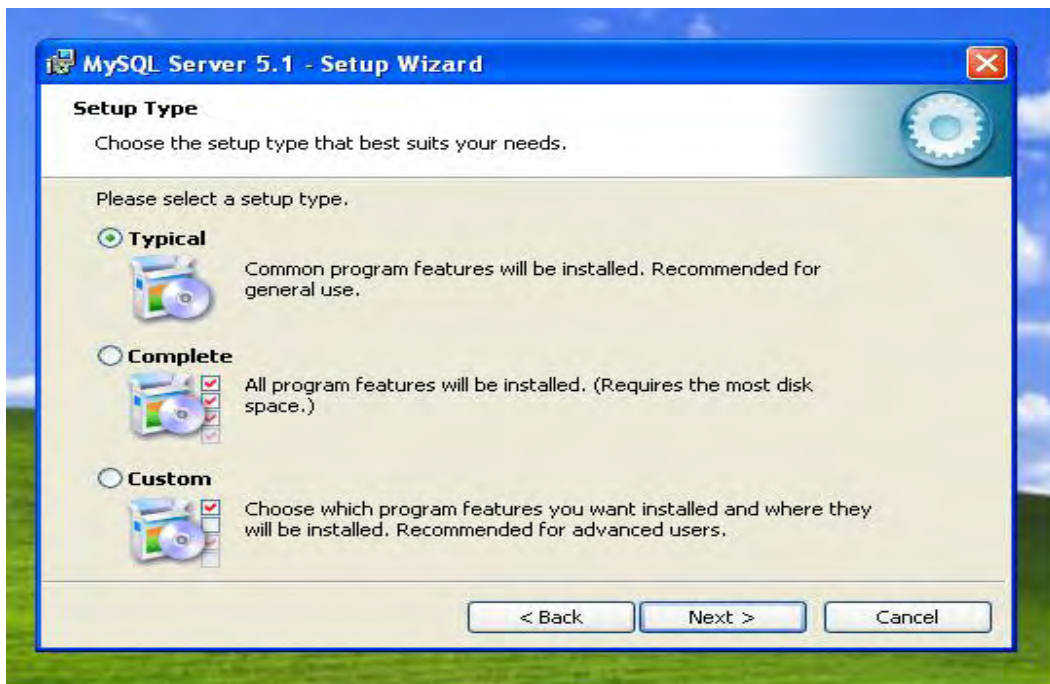 MySQL Server 5.1 - Setup Wizard
Setup Type
Choose the setup type that best suits your needs.
Please select a setup type.
Typical
Common program features will be installed. Recommended for
general use.
Complete
All program features will be installed. (Requires the most disk
space.)
Custom
Choose which program features you want installed and where they
will be installed. Recommended for advanced users.
< Back
Next >
Cancel